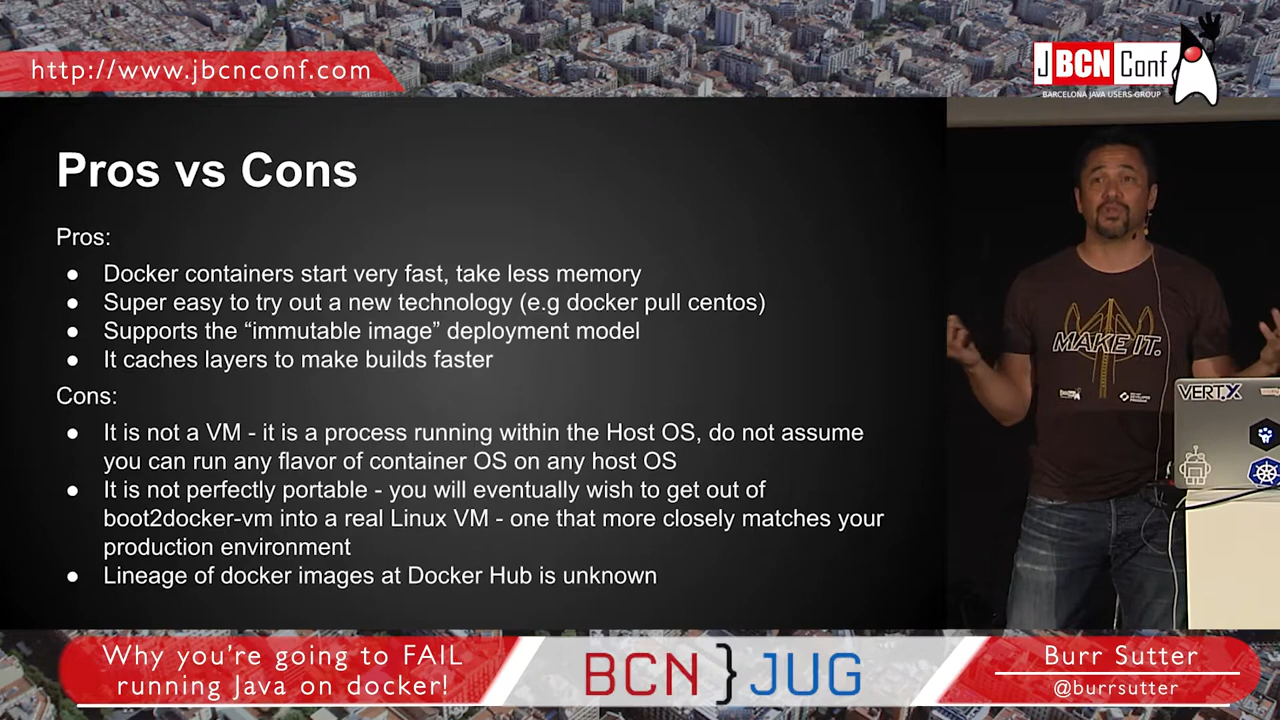 http://www.jbcnconf.com
JBCNConf
BARCELONA JAVA USERS GROUP
Pros vs Cons
Pros:
● Docker containers start very fast, take less memory
● Super easy to try out a new technology (e.g docker pull centos)
● Supports the “immutable image” deployment model
● It caches layers to make builds faster
Cons:
● It is not a VM - it is a process running within the Host OS, do not assume
you can run any flavor of container OS on any host OS
● It is not perfectly portable - you will eventually wish to get out of
boot2docker-vm into a real Linux VM - one that more closely matches your
production environment
● Lineage of docker images at Docker Hub is unknown
MAKE IT.
VERT.X
Why you’re going to FAIL
running Java on docker!
BCN}JUG
Burr Sutter
@burrsutter